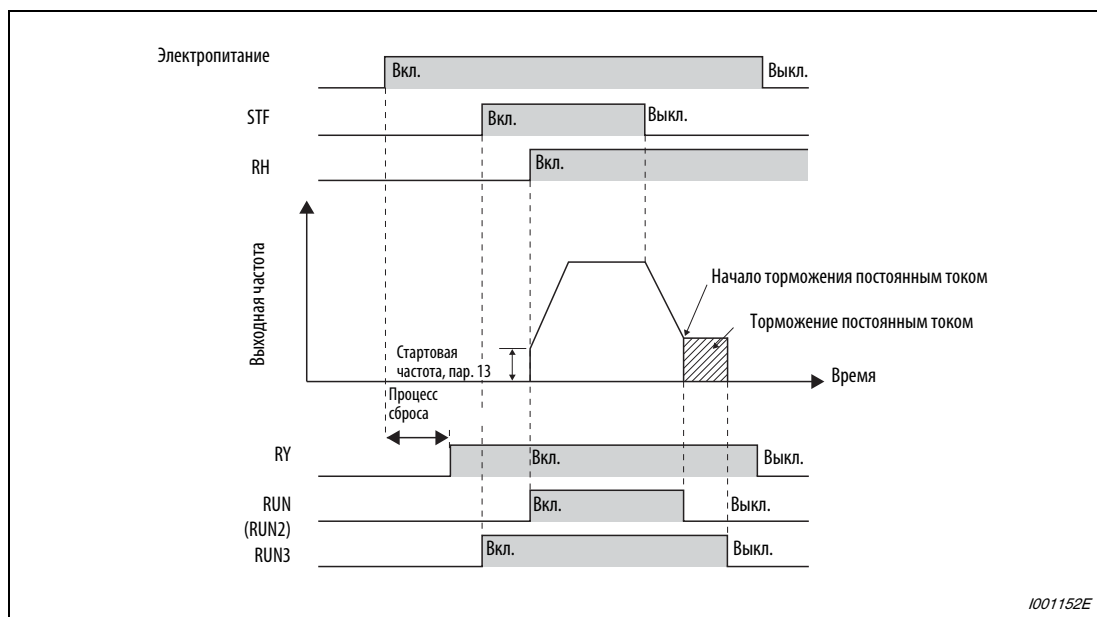 Электропитание
Вкл.
Выкл.
STF
Вкл.
Выкл.
RH
Вкл.
Выходная частота
Начало торможения постоянным током
Торможение постоянным током
Стартовая
частота, пар. 13
Время
Процесс
сброса
RY
Вкл.
Выкл.
RUN
(RUN2)
Вкл.
Выкл.
RUN3
Вкл.
Выкл.
I001152E